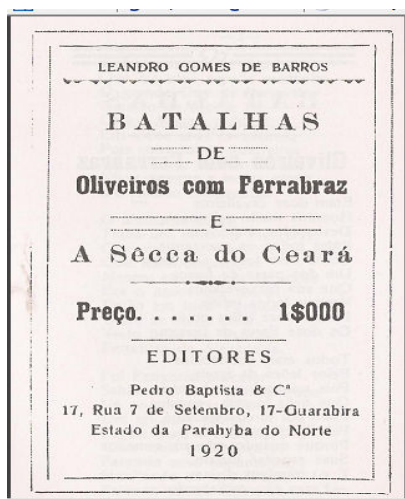 LEANDRO GOMES DE BARROS
BATALHAS
DE
Oliveiros com Ferrabraz
E
A Sêcca do Ceará
Preço. . . . . . . 1$000
EDITORES
Pedro Baptista & Cª
17, Rua 7 de Setembro, 17-Guarabira
Estado da Parahyba do Norte
1920